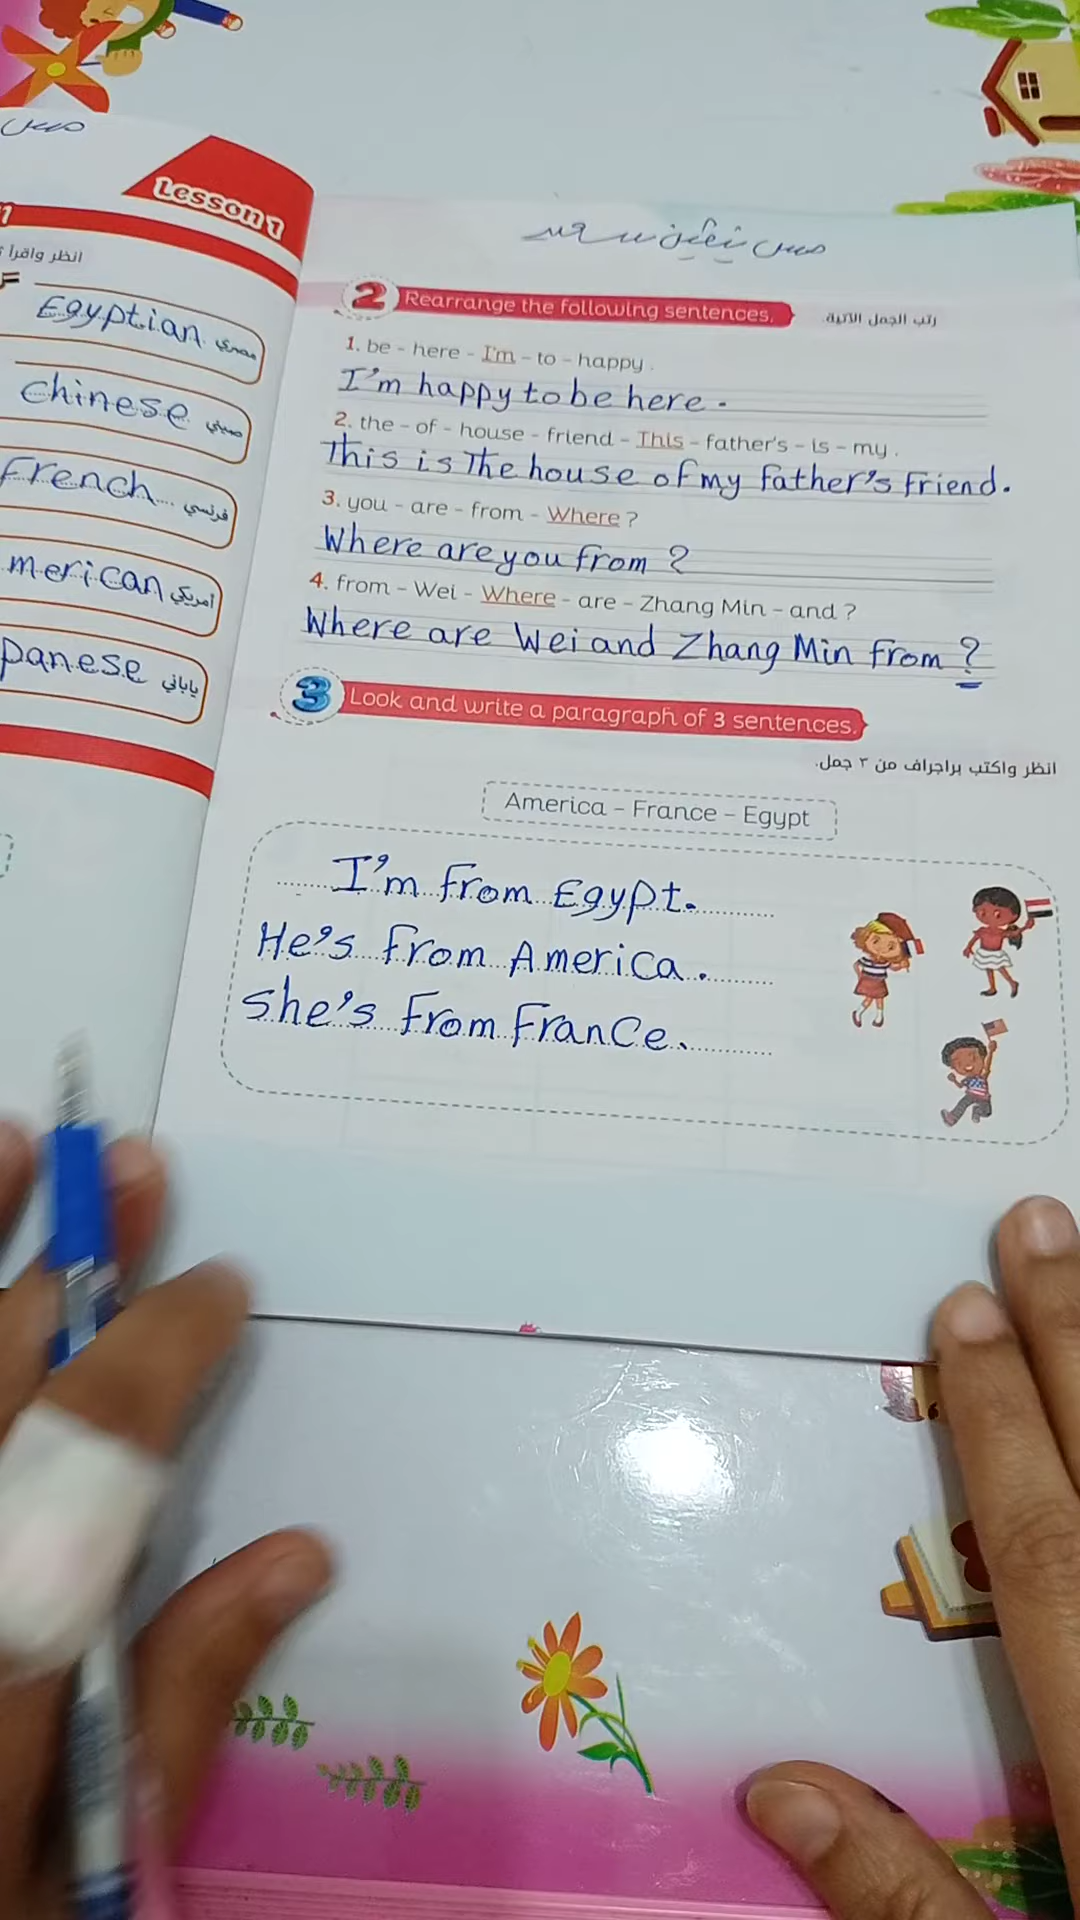 Lesson 1
انظر واقرأ
Egyptian مصري
chinese صيني
French فرنسي
merican أمريكي
panese ياباني
ميس
2 Rearrange the following sentences. رتب الجمل الآتية.
1. be - here - I'm - to - happy .
I'm happy to be here.
2. the - of - house - friend - This - father's - is - my .
This is The house of my father's friend.
3. you - are - from - Where ?
Where are you from ?
4. from - Wei - Where - are - Zhang Min - and ?
Where are Wei and Zhang Min from ?
3 Look and write a paragraph of 3 sentences.
انظر واكتب براجراف من ٣ جمل.
America - France - Egypt
I'm from Egypt.
He's from America.
She's From France.